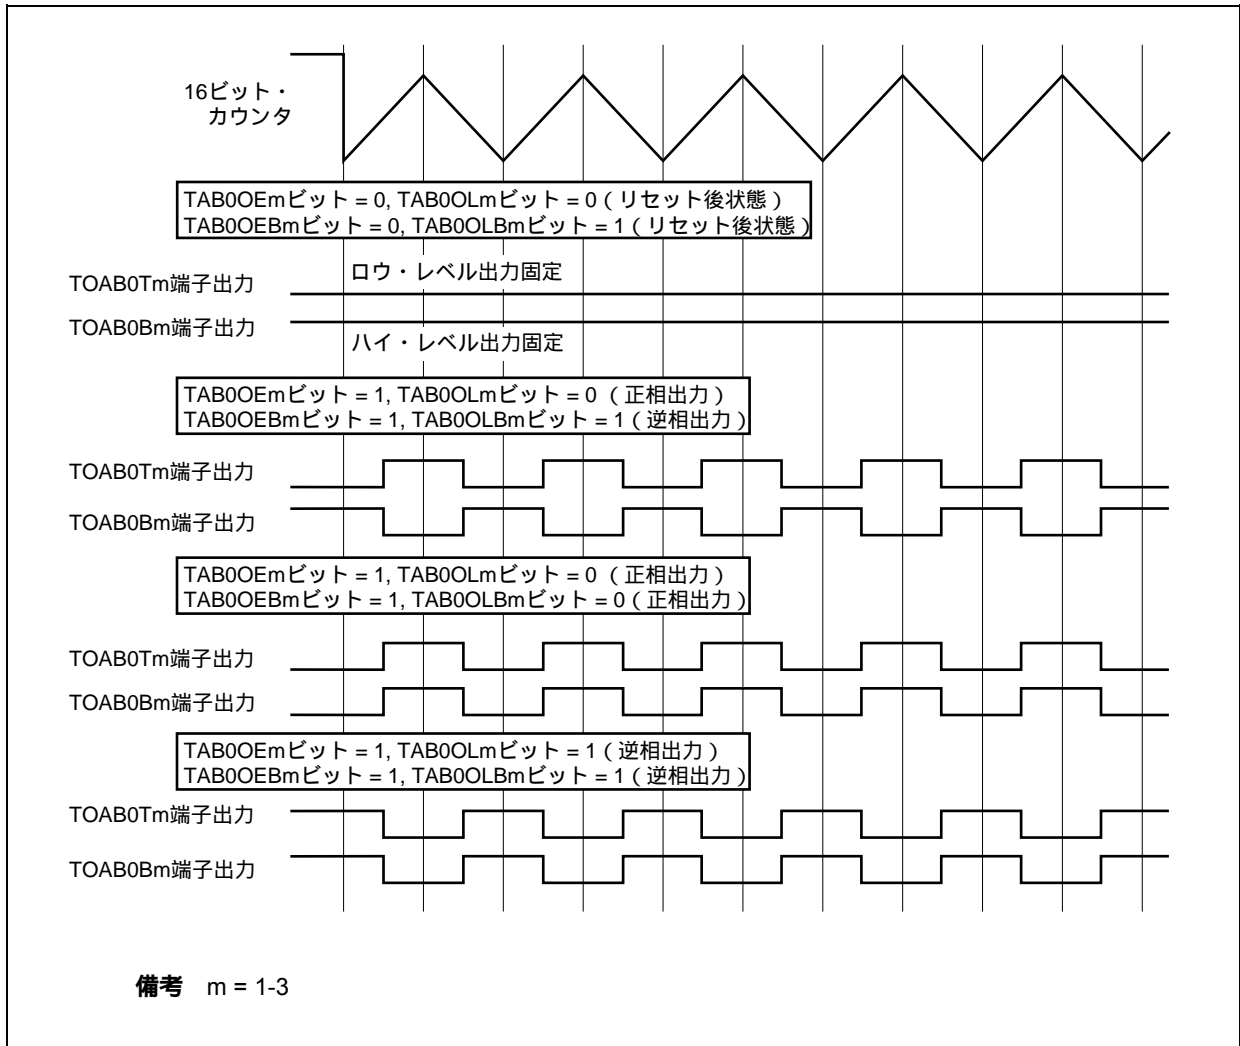 16ビット・
カウンタ
TAB0OEmビット = 0, TAB0OLmビット = 0（リセット後状態）
TAB0OEBmビット = 0, TAB0OLBmビット = 1（リセット後状態）
ロウ・レベル出力固定
TOAB0Tm端子出力
TOAB0Bm端子出力
ハイ・レベル出力固定
TAB0OEmビット = 1, TAB0OLmビット = 0（正相出力）
TAB0OEBmビット = 1, TAB0OLBmビット = 1（逆相出力）
TOAB0Tm端子出力
TOAB0Bm端子出力
TAB0OEmビット = 1, TAB0OLmビット = 0（正相出力）
TAB0OEBmビット = 1, TAB0OLBmビット = 0（正相出力）
TOAB0Tm端子出力
TOAB0Bm端子出力
TAB0OEmビット = 1, TAB0OLmビット = 1（逆相出力）
TAB0OEBmビット = 1, TAB0OLBmビット = 1（逆相出力）
TOAB0Tm端子出力
TOAB0Bm端子出力
備考 m = 1-3